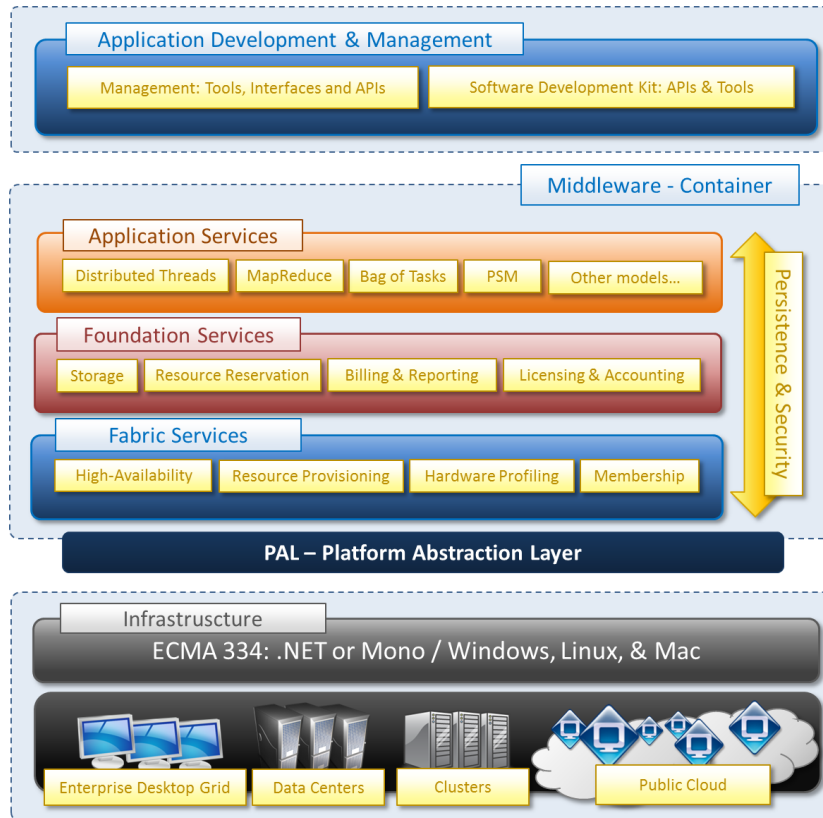 Application Development & Management
Management: Tools, Interfaces and APIs
Software Development Kit: APIs & Tools
Middleware - Container
Application Services
Distributed Threads
MapReduce
Bag of Tasks
PSM
Other models...
Persistence & Security
Foundation Services
Storage
Resource Reservation
Billing & Reporting
Licensing & Accounting
Fabric Services
High-Availability
Resource Provisioning
Hardware Profiling
Membership
PAL – Platform Abstraction Layer
Infrastruscture
ECMA 334: .NET or Mono / Windows, Linux, & Mac
Enterprise Desktop Grid
Data Centers
Clusters
Public Cloud